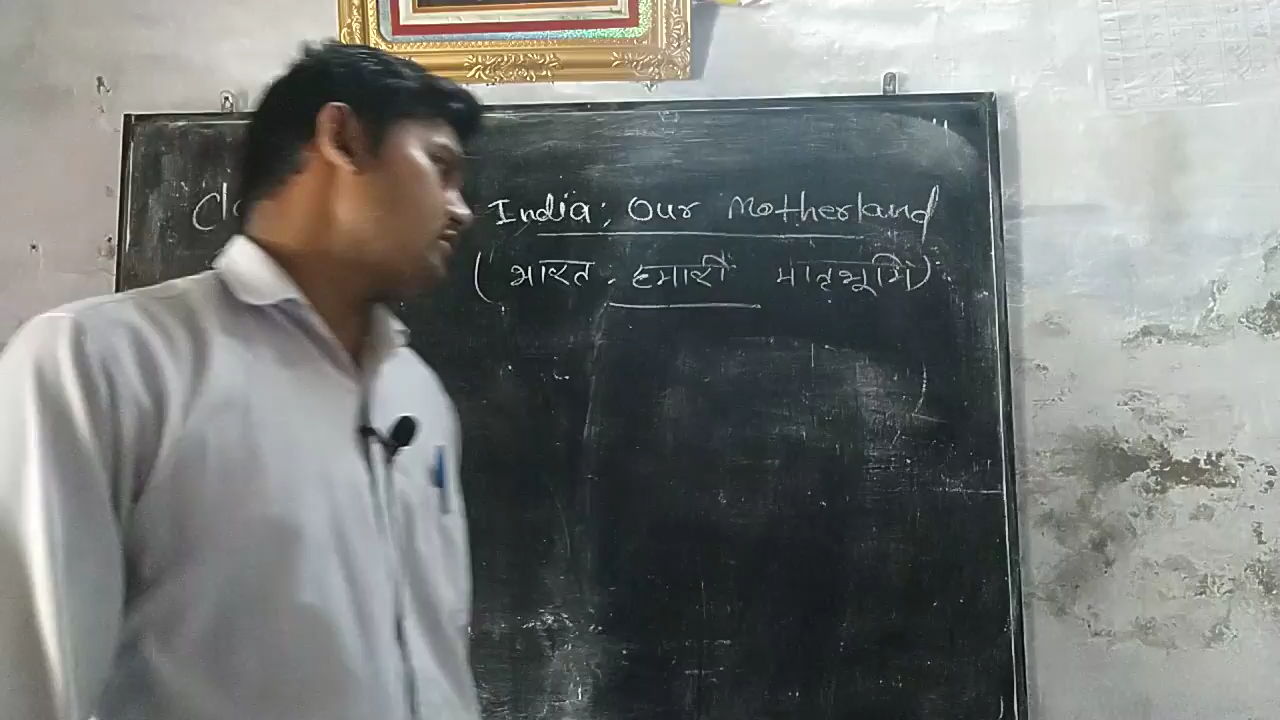 India: Our Motherland
(भारत - हमारी मातृभूमि)